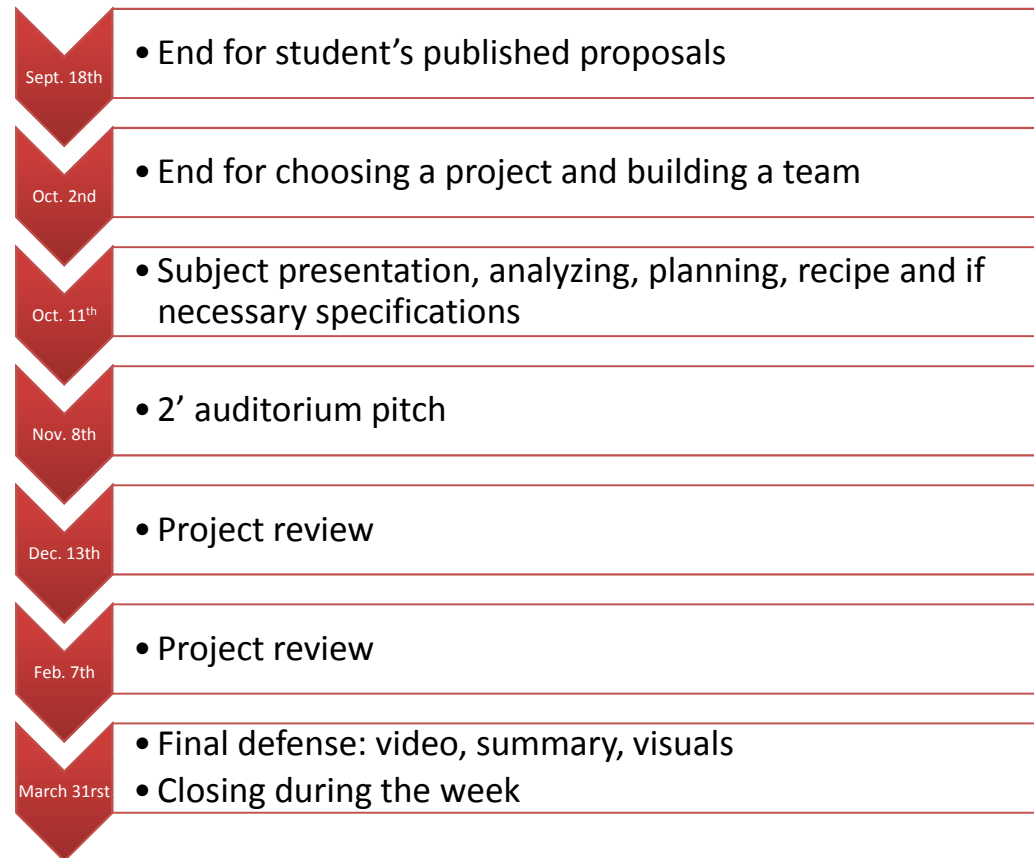 Sept. 18th
• End for student’s published proposals
Oct. 2nd
• End for choosing a project and building a team
Oct. 11th
• Subject presentation, analyzing, planning, recipe and if
necessary specifications
Nov. 8th
• 2’ auditorium pitch
Dec. 13th
• Project review
Feb. 7th
• Project review
March 31rst
• Final defense: video, summary, visuals
• Closing during the week